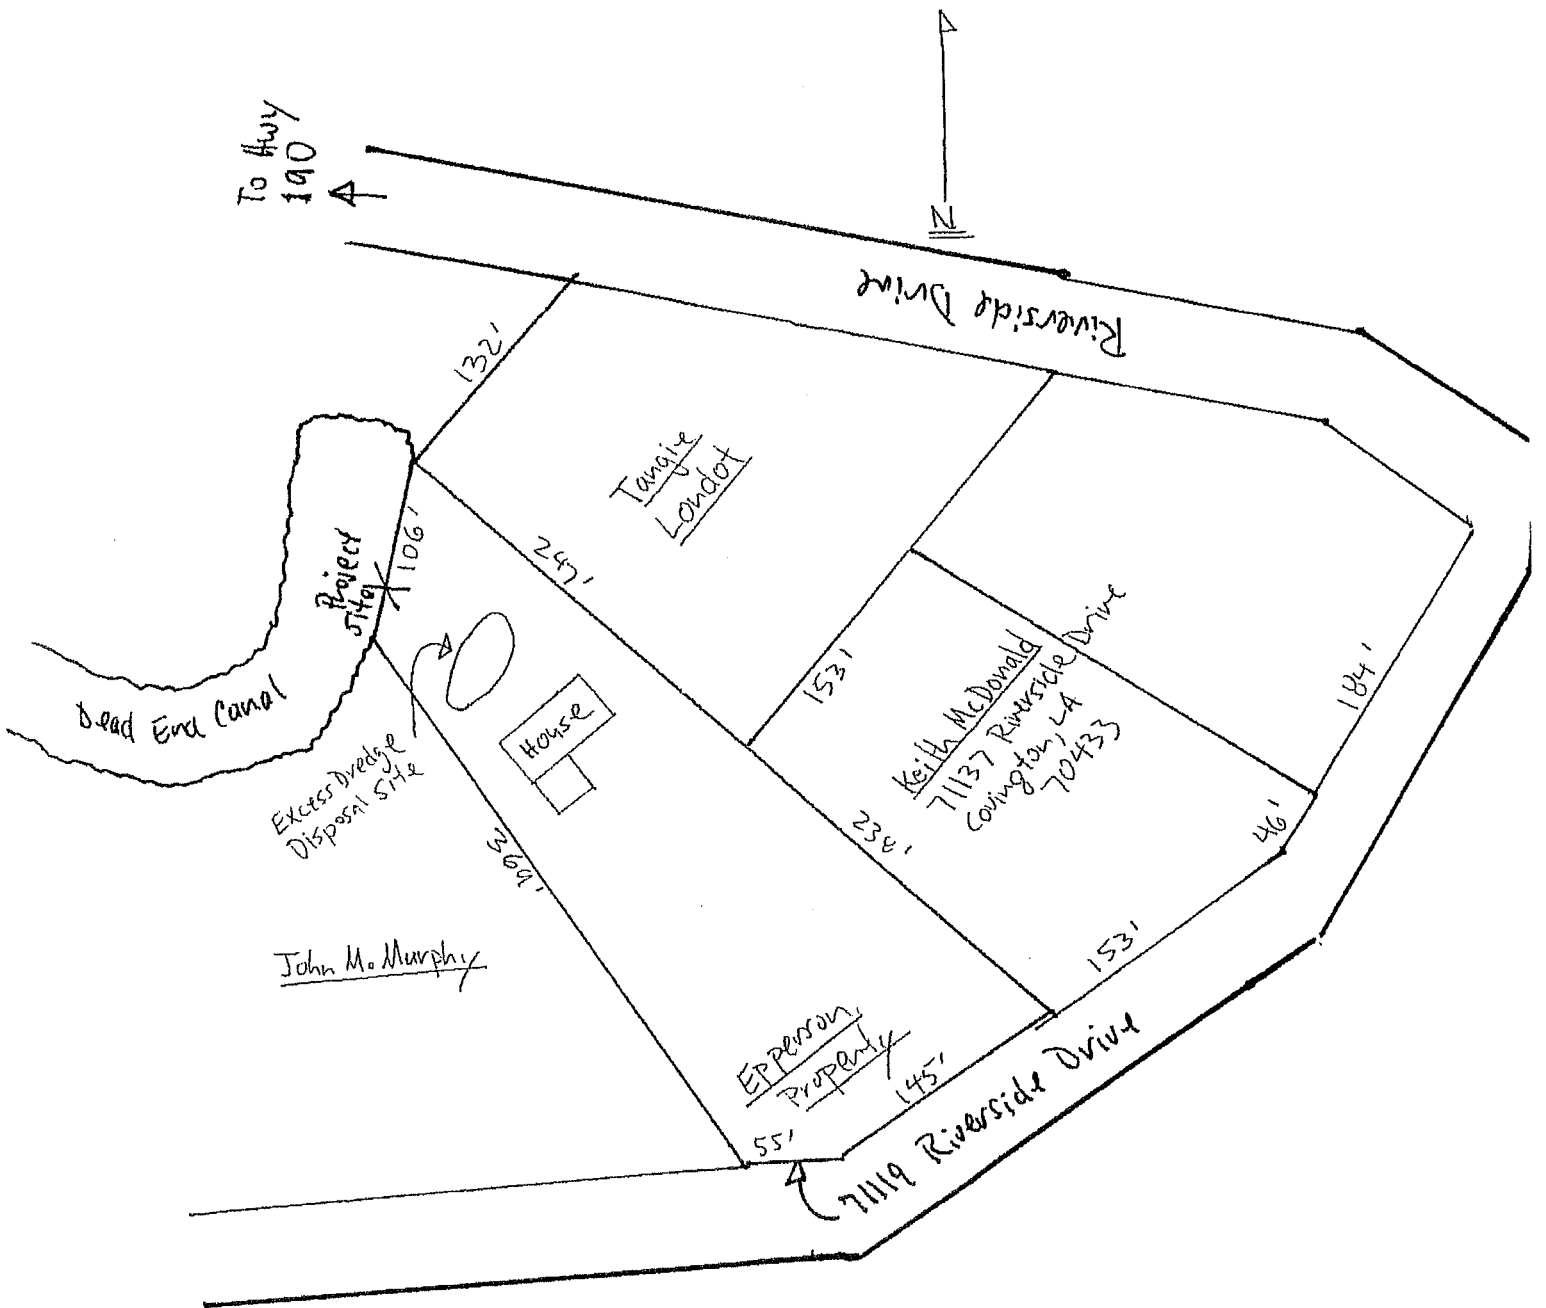 To Hwy
190
N
Riverside Drive
132'
Tangie
Londot
106'
Project
Site
247'
153'
Keith McDonald
71137 Riverside Drive
Covington, LA
70433
184'
46'
Dead End Canal
House
Excess Dredge
Disposal Site
369'
238'
153'
John M. Murphy
Epperson
Property
145'
55'
71119 Riverside Drive